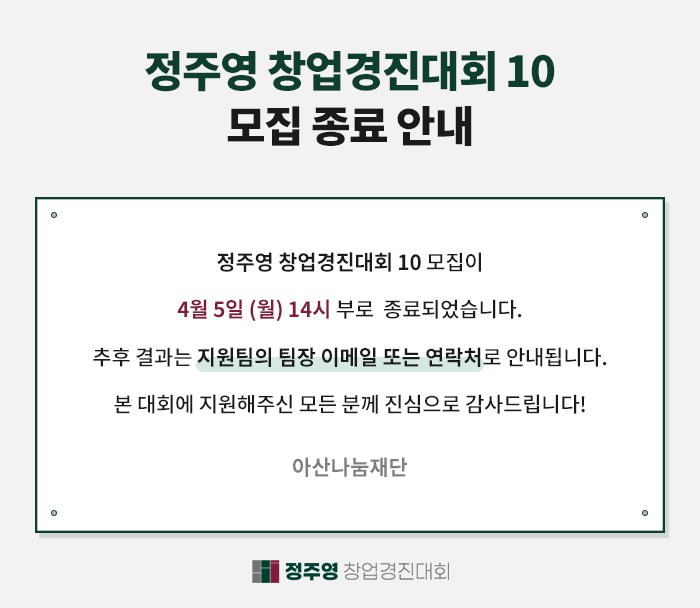 정주영 창업경진대회 10
모집 종료 안내
정주영 창업경진대회 10 모집이
4월 5일 (월) 14시 부로 종료되었습니다.
추후 결과는 지원팀의 팀장 이메일 또는 연락처로 안내됩니다.
본 대회에 지원해주신 모든 분께 진심으로 감사드립니다!
아산나눔재단
정주영 창업경진대회